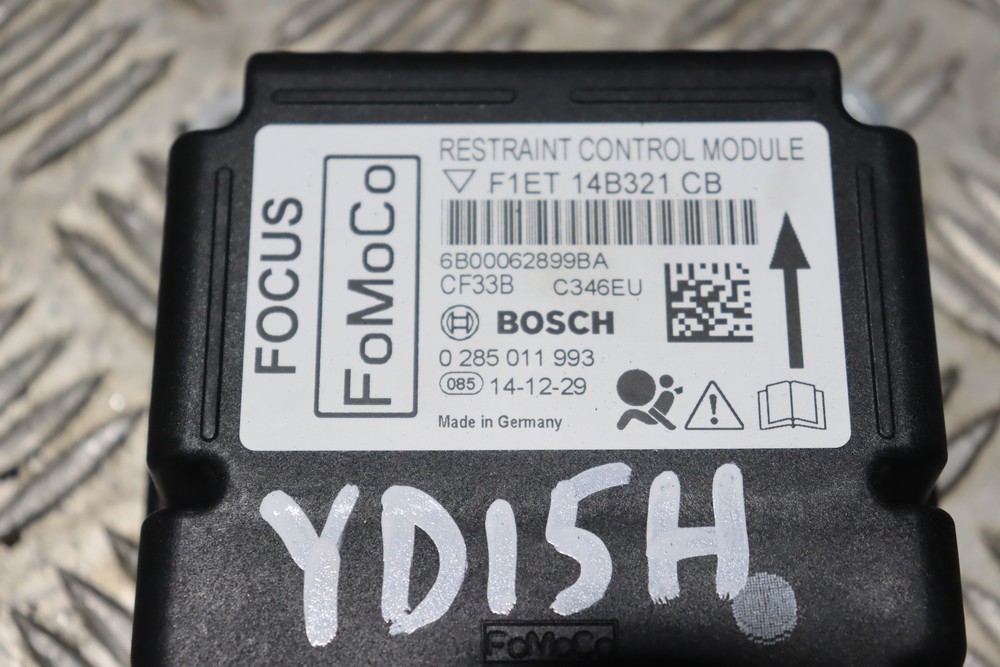 RESTRAINT CONTROL MODULE
F1ET 14B321 CB
6B00062899BA
CF33B C346EU
BOSCH
0 285 011 993
085 14-12-29
Made in Germany
FOCUS
FoMoCo
YD15H
FoMoCo